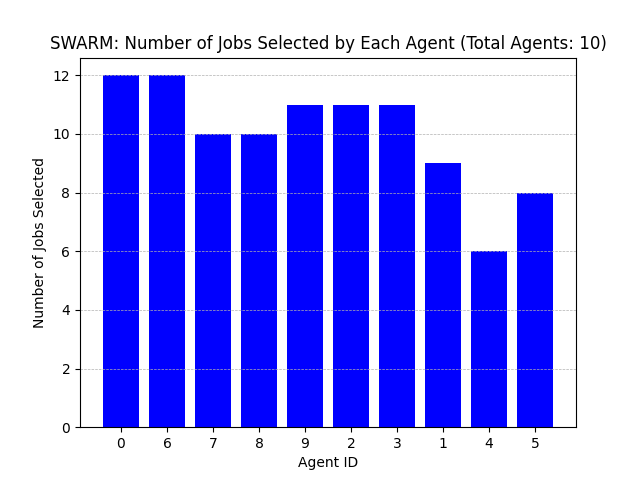 SWARM: Number of Jobs Selected by Each Agent (Total Agents: 10)
12
10
8
6
4
2
0
Number of Jobs Selected
0 6 7 8 9 2 3 1 4 5
Agent ID